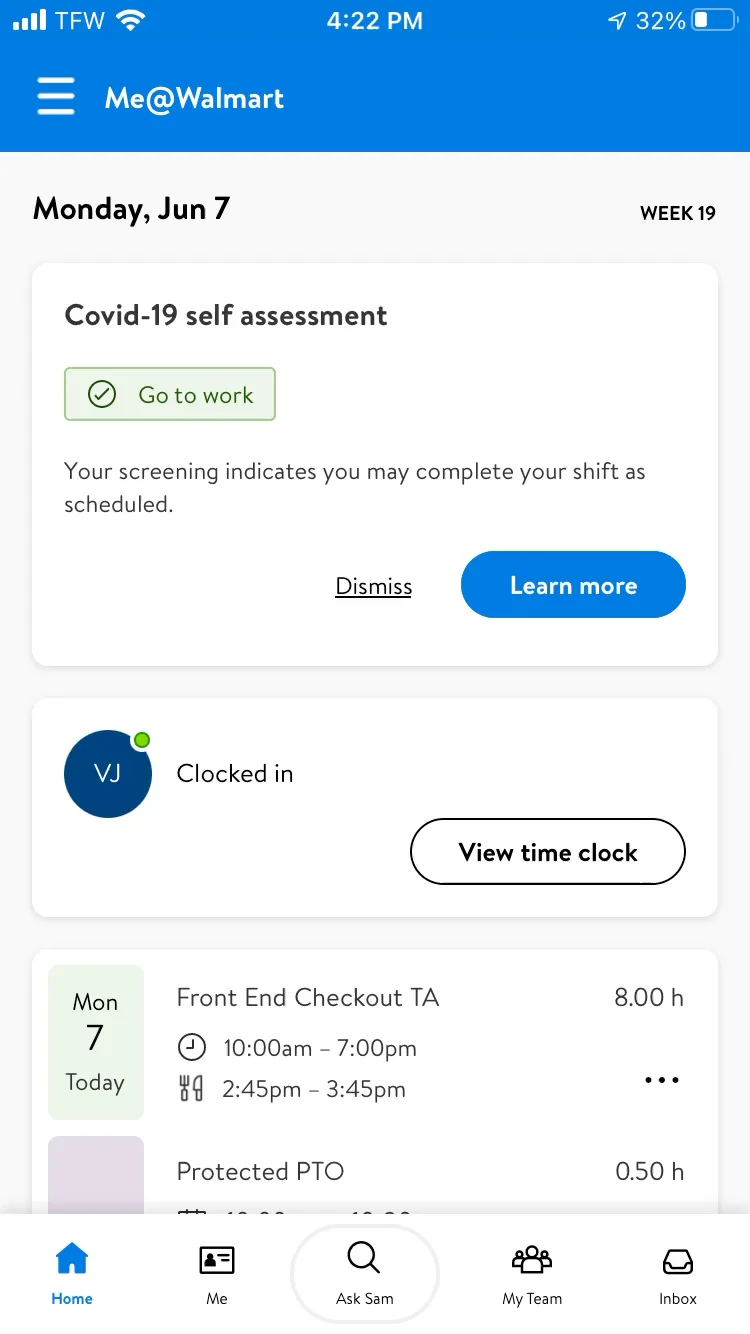 TFW 4:22 PM 32%
Me@Walmart
Monday, Jun 7 WEEK 19
Covid-19 self assessment
Go to work
Your screening indicates you may complete your shift as
scheduled.
Dismiss Learn more
VJ Clocked in
View time clock
Mon Front End Checkout TA 8.00 h
7 10:00am – 7:00pm
Today 2:45pm – 3:45pm
Protected PTO 0.50 h
Home Me Ask Sam My Team Inbox